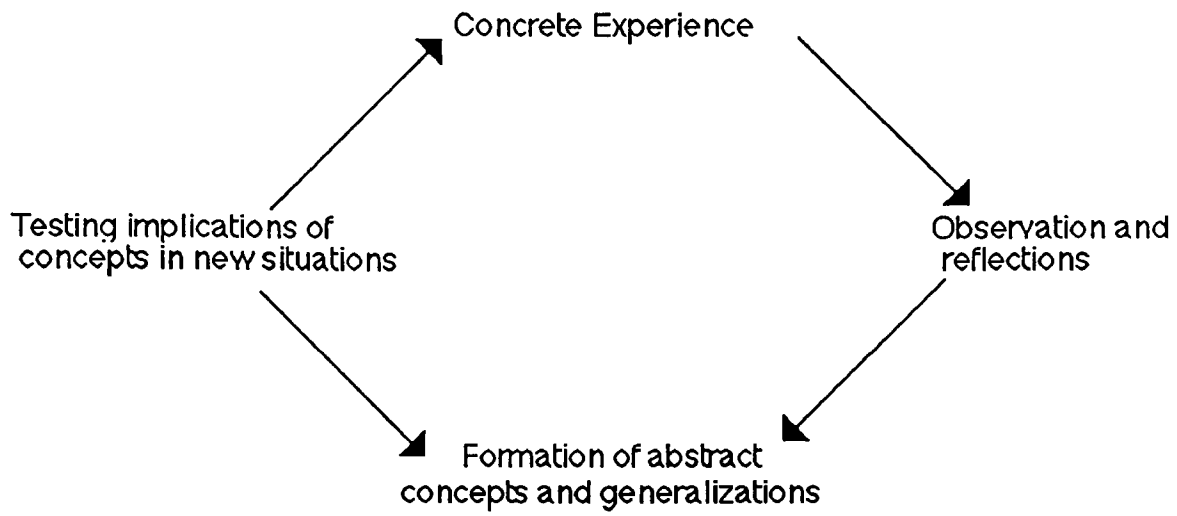 Concrete Experience
Testing implications of
concepts in new situations
Observation and
reflections
Formation of abstract
concepts and generalizations